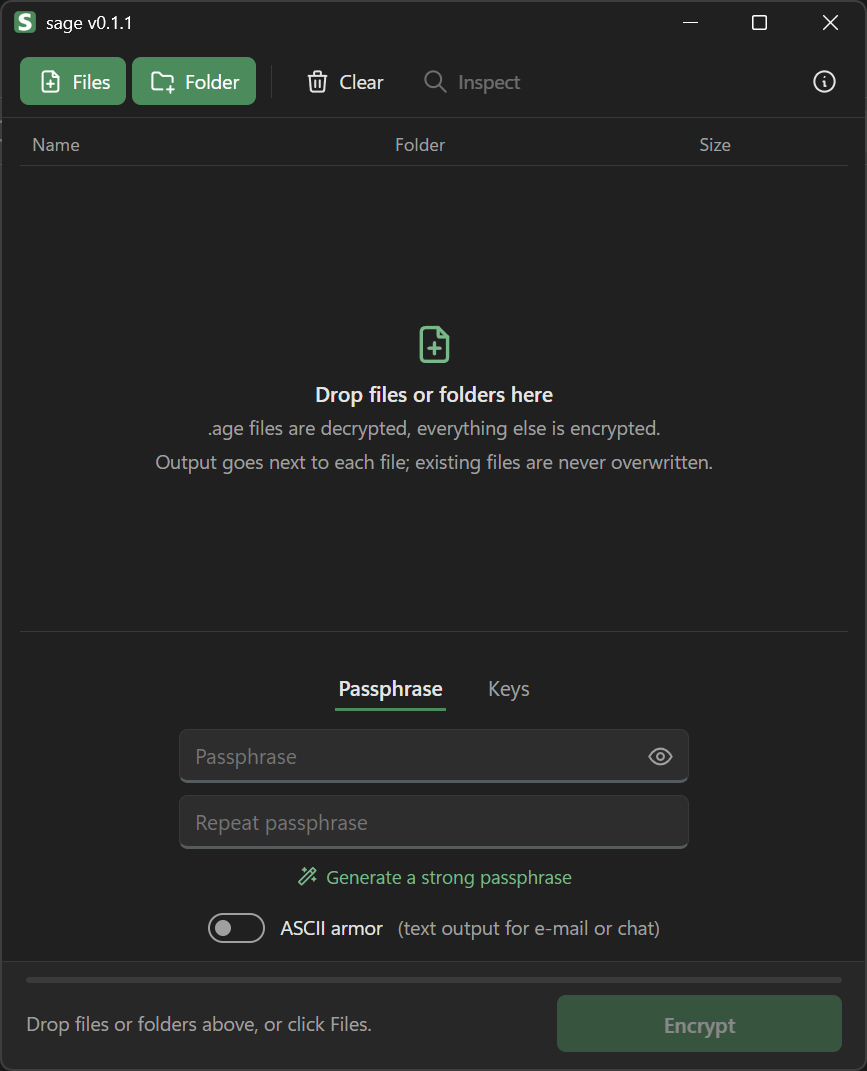 S sage v0.1.1
Files Folder Clear Inspect
Name Folder Size
Drop files or folders here
.age files are decrypted, everything else is encrypted.
Output goes next to each file; existing files are never overwritten.
Passphrase Keys
Passphrase
Repeat passphrase
Generate a strong passphrase
ASCII armor (text output for e-mail or chat)
Drop files or folders above, or click Files. Encrypt